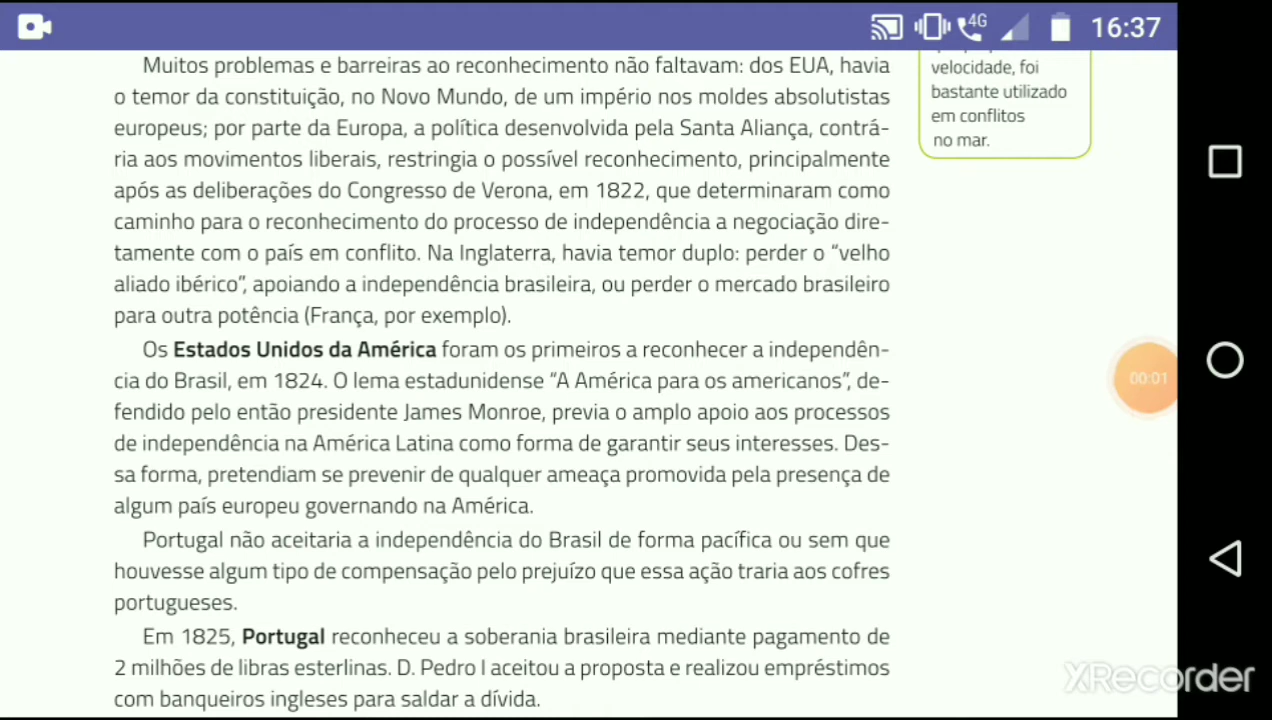 4G 16:37
Muitos problemas e barreiras ao reconhecimento não faltavam: dos EUA, havia
o temor da constituição, no Novo Mundo, de um império nos moldes absolutistas
europeus; por parte da Europa, a política desenvolvida pela Santa Aliança, contrá-
ria aos movimentos liberais, restringia o possível reconhecimento, principalmente
após as deliberações do Congresso de Verona, em 1822, que determinaram como
caminho para o reconhecimento do processo de independência a negociação dire-
tamente com o país em conflito. Na Inglaterra, havia temor duplo: perder o “velho
aliado ibérico”, apoiando a independência brasileira, ou perder o mercado brasileiro
para outra potência (França, por exemplo).
Os Estados Unidos da América foram os primeiros a reconhecer a independên-
cia do Brasil, em 1824. O lema estadunidense “A América para os americanos”, de-
fendido pelo então presidente James Monroe, previa o amplo apoio aos processos
de independência na América Latina como forma de garantir seus interesses. Des-
sa forma, pretendiam se prevenir de qualquer ameaça promovida pela presença de
algum país europeu governando na América.
Portugal não aceitaria a independência do Brasil de forma pacífica ou sem que
houvesse algum tipo de compensação pelo prejuízo que essa ação traria aos cofres
portugueses.
Em 1825, Portugal reconheceu a soberania brasileira mediante pagamento de
2 milhões de libras esterlinas. D. Pedro I aceitou a proposta e realizou empréstimos
com banqueiros ingleses para saldar a dívida.
velocidade, foi
bastante utilizado
em conflitos
no mar.
00:01
XRecorder